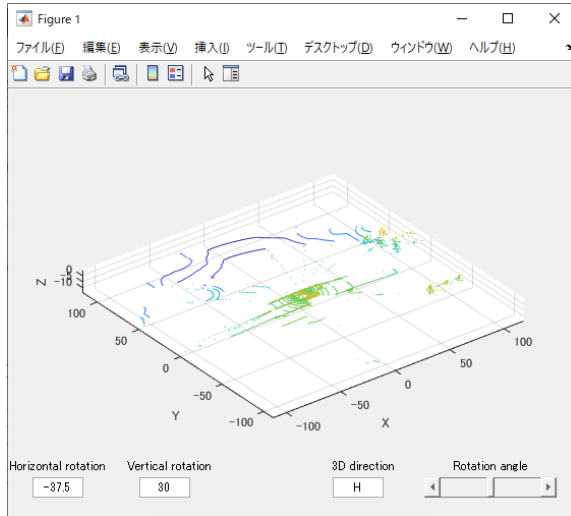 Figure 1
ファイル(F) 編集(E) 表示(V) 挿入(I) ツール(T) デスクトップ(D) ウィンドウ(W) ヘルプ(H)
Z
0
-5
-10
100
50
0
-50
-100
Y
-100
-50
0
50
100
X
Horizontal rotation Vertical rotation 3D direction Rotation angle
-37.5 30 H